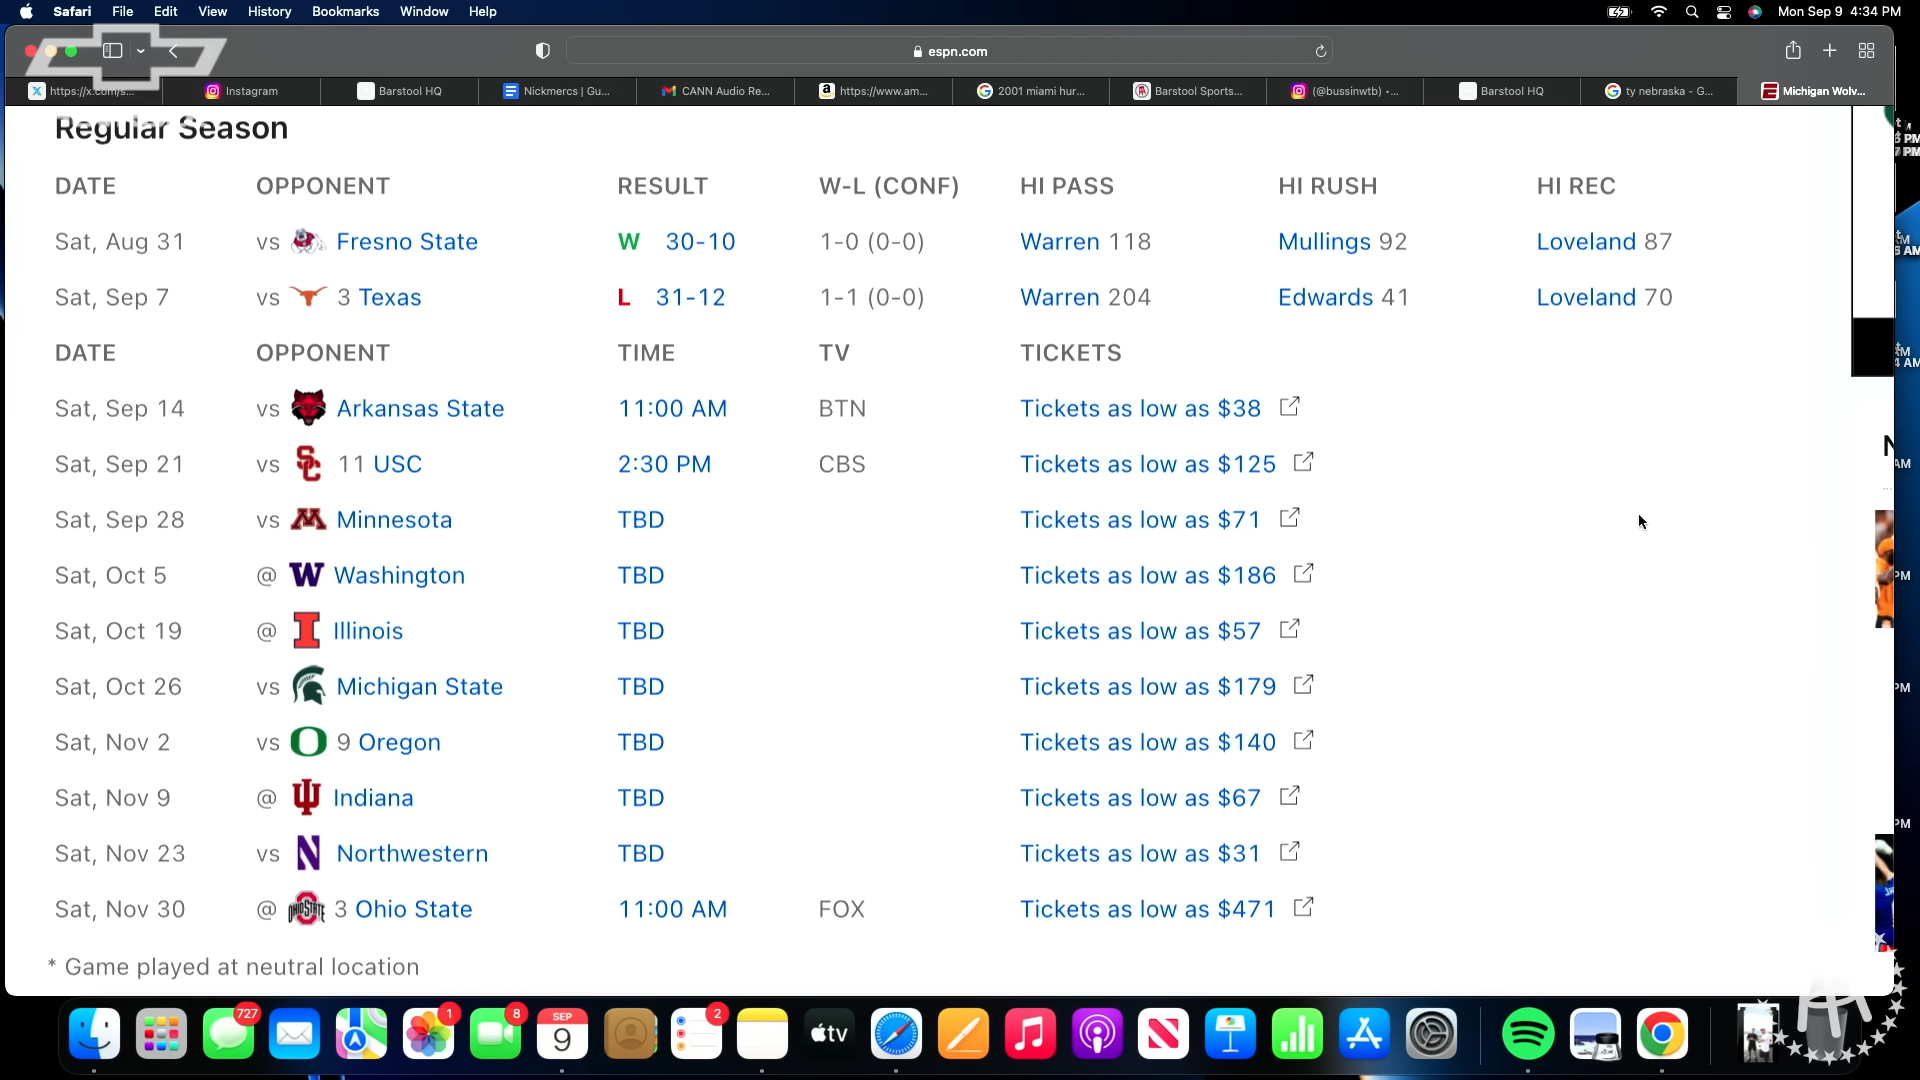 Safari File Edit View History Bookmarks Window Help Mon Sep 9 4:34 PM
espn.com
https://x.com/s... Instagram Barstool HQ Nickmercs | Gu... CANN Audio Re... https://www.am... 2001 miami hur... Barstool Sports... (@bussinwtb) •... Barstool HQ ty nebraska - G... Michigan Wolv...
Regular Season
DATE OPPONENT RESULT W-L (CONF) HI PASS HI RUSH HI REC
Sat, Aug 31 vs Fresno State W 30-10 1-0 (0-0) Warren 118 Mullings 92 Loveland 87
Sat, Sep 7 vs 3 Texas L 31-12 1-1 (0-0) Warren 204 Edwards 41 Loveland 70
DATE OPPONENT TIME TV TICKETS
Sat, Sep 14 vs Arkansas State 11:00 AM BTN Tickets as low as $38
Sat, Sep 21 vs 11 USC 2:30 PM CBS Tickets as low as $125
Sat, Sep 28 vs Minnesota TBD Tickets as low as $71
Sat, Oct 5 @ Washington TBD Tickets as low as $186
Sat, Oct 19 @ Illinois TBD Tickets as low as $57
Sat, Oct 26 vs Michigan State TBD Tickets as low as $179
Sat, Nov 2 vs 9 Oregon TBD Tickets as low as $140
Sat, Nov 9 @ Indiana TBD Tickets as low as $67
Sat, Nov 23 vs Northwestern TBD Tickets as low as $31
Sat, Nov 30 @ OHIO STATE 3 Ohio State 11:00 AM FOX Tickets as low as $471
* Game played at neutral location
727 1 8 SEP 9 2 tv